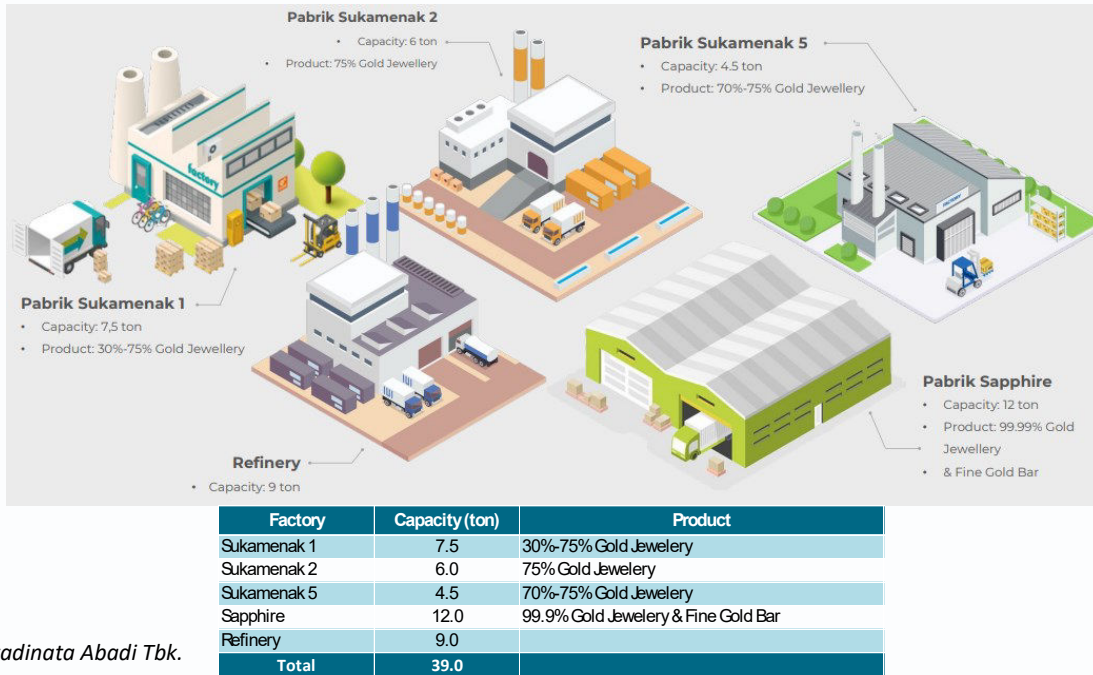 Pabrik Sukamenak 2
• Capacity: 6 ton
• Product: 75% Gold Jewellery
Pabrik Sukamenak 5
• Capacity: 4.5 ton
• Product: 70%-75% Gold Jewellery
factory
FACTORY
Pabrik Sukamenak 1
• Capacity: 7,5 ton
• Product: 30%-75% Gold Jewellery
Pabrik Sapphire
• Capacity: 12 ton
• Product: 99.99% Gold
Jewellery
• & Fine Gold Bar
Refinery
• Capacity: 9 ton
Factory Capacity (ton) Product
Sukamenak 1 7.5 30%-75% Gold Jewelery
Sukamenak 2 6.0 75% Gold Jewelery
Sukamenak 5 4.5 70%-75% Gold Jewelery
Sapphire 12.0 99.9% Gold Jewelery & Fine Gold Bar
Refinery 9.0
Total 39.0
adinata Abadi Tbk.